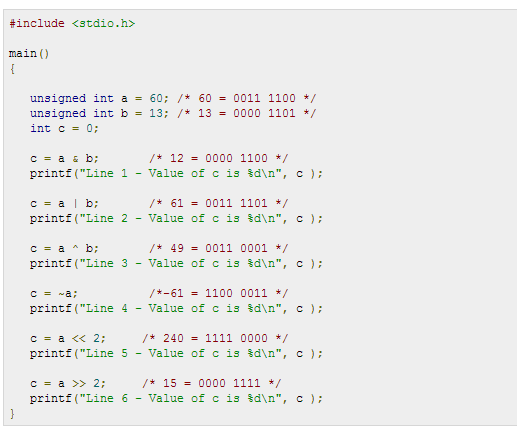 #include <stdio.h>
main()
{
unsigned int a = 60; /* 60 = 0011 1100 */
unsigned int b = 13; /* 13 = 0000 1101 */
int c = 0;
c = a & b; /* 12 = 0000 1100 */
printf("Line 1 - Value of c is %d\n", c );
c = a | b; /* 61 = 0011 1101 */
printf("Line 2 - Value of c is %d\n", c );
c = a ^ b; /* 49 = 0011 0001 */
printf("Line 3 - Value of c is %d\n", c );
c = ~a; /*-61 = 1100 0011 */
printf("Line 4 - Value of c is %d\n", c );
c = a << 2; /* 240 = 1111 0000 */
printf("Line 5 - Value of c is %d\n", c );
c = a >> 2; /* 15 = 0000 1111 */
printf("Line 6 - Value of c is %d\n", c );
}